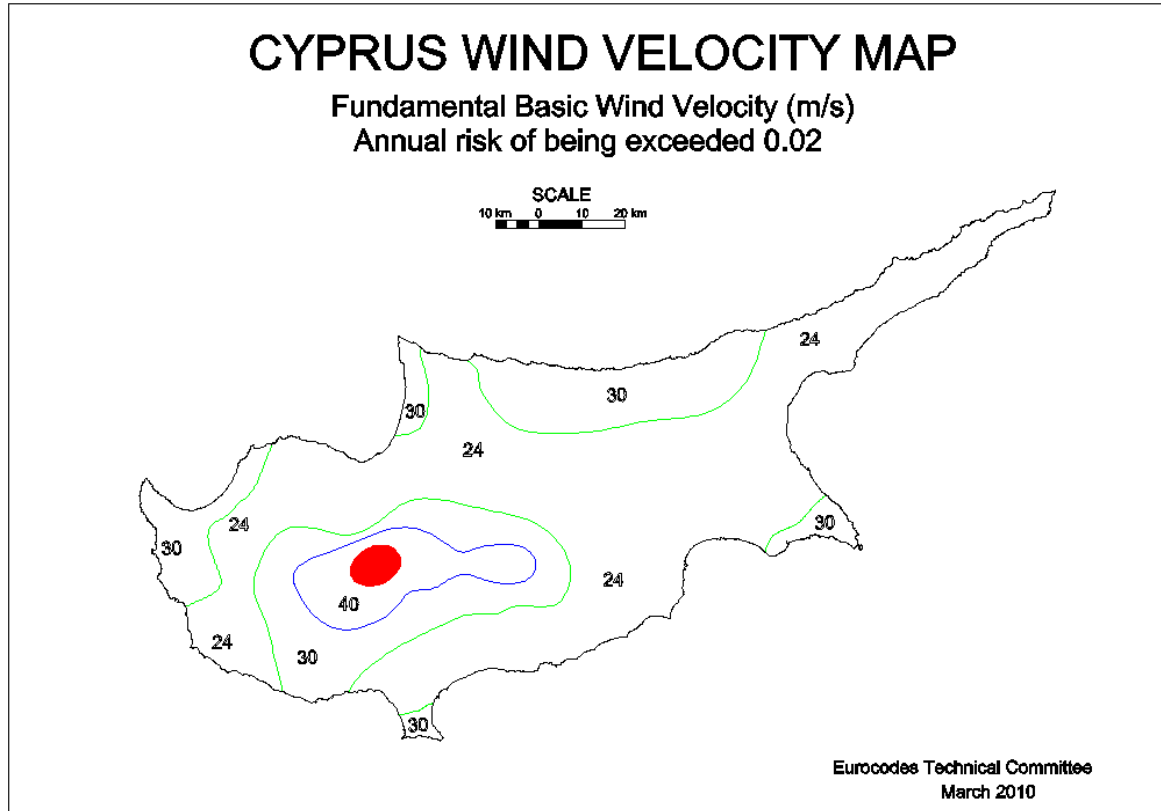 CYPRUS WIND VELOCITY MAP
Fundamental Basic Wind Velocity (m/s)
Annual risk of being exceeded 0.02
SCALE
10 km 0 10 20 km
24
30
30
24
24
30
30
24
40
24
30
30
Eurocodes Technical Committee
March 2010